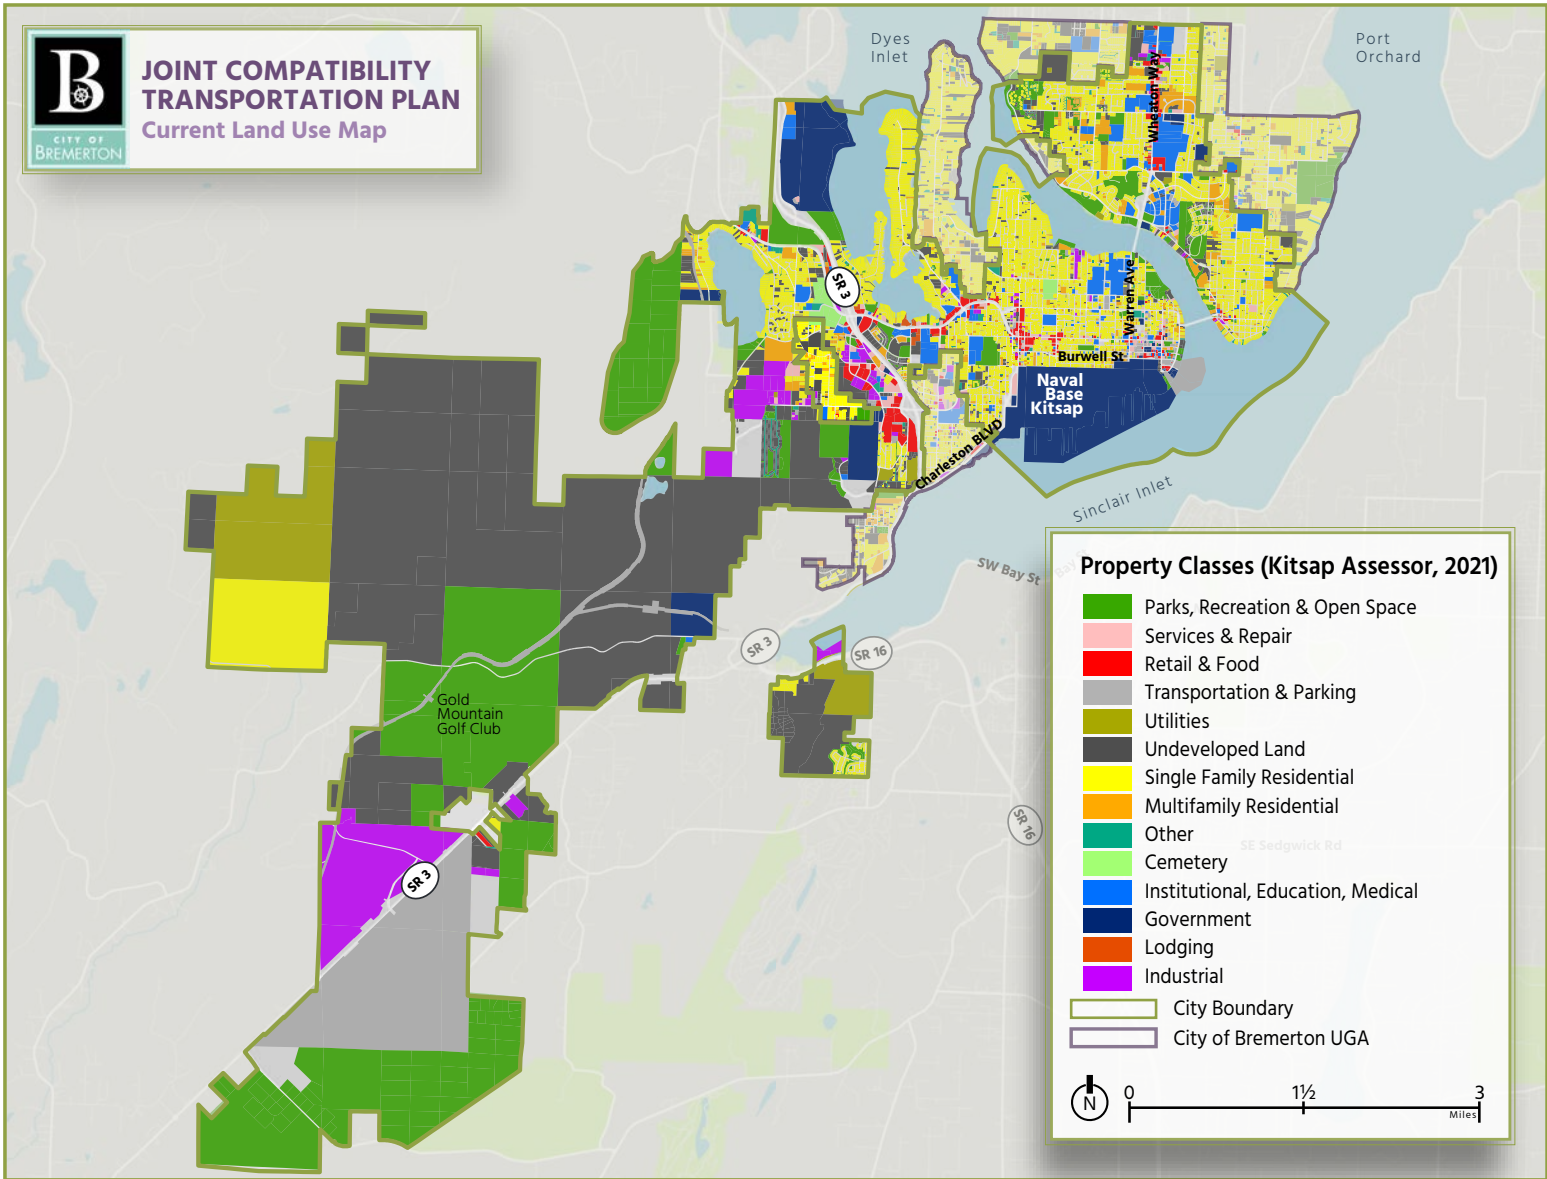 B
CITY OF
BREMERTON
JOINT COMPATIBILITY
TRANSPORTATION PLAN
Current Land Use Map
Dyes
Inlet
Port
Orchard
Wheaton Way
SR 3
Warren Ave
Burwell St
Naval
Base
Kitsap
Charleston BLVD
Sinclair Inlet
SW Bay St
Bay St
SR 3
SR 16
Gold
Mountain
Golf Club
SR 16
SE Sedgwick Rd
SR 3
Property Classes (Kitsap Assessor, 2021)
Parks, Recreation & Open Space
Services & Repair
Retail & Food
Transportation & Parking
Utilities
Undeveloped Land
Single Family Residential
Multifamily Residential
Other
Cemetery
Institutional, Education, Medical
Government
Lodging
Industrial
City Boundary
City of Bremerton UGA
N
0 1½ 3
Miles